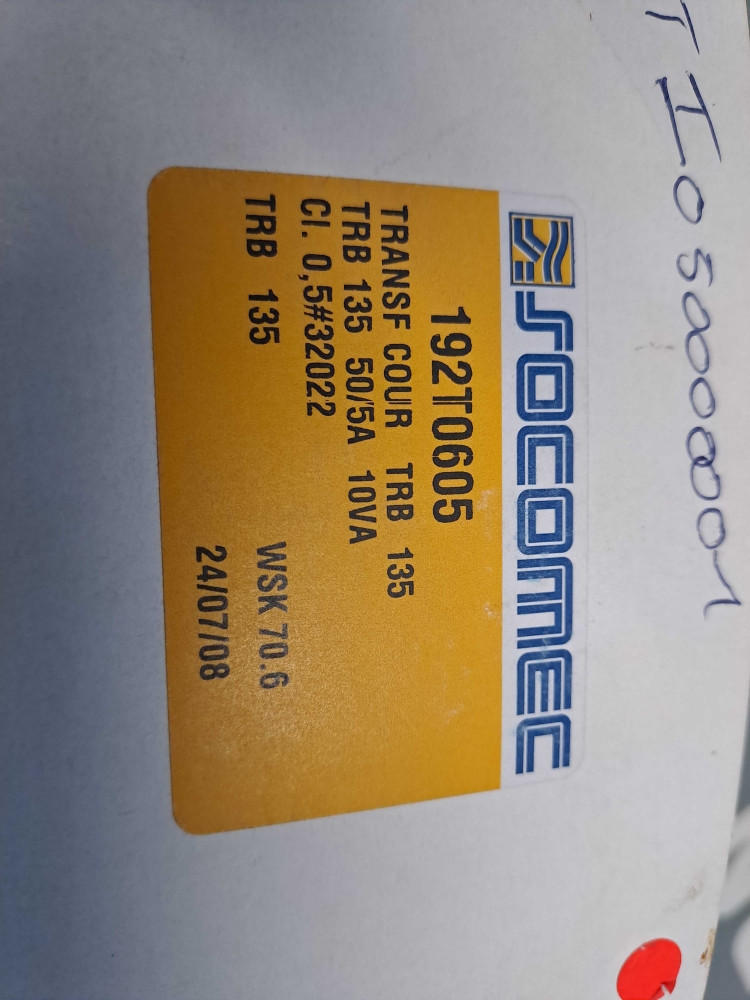 T I05000001
SOCOMEC
192T0605
TRANSF COUR TRB 135
TRB 135 50/5A 10VA
Cl. 0,5#32022
TRB 135
WSK 70.6
24/07/08